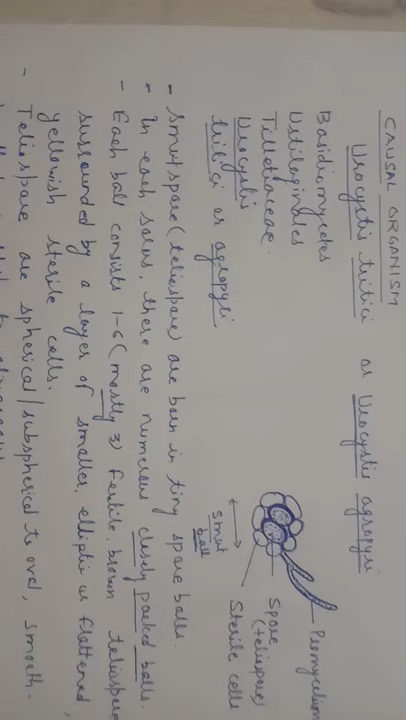 CAUSAL ORGANISM
Urocystis tritici or Urocystis agropyri
Basidiomycetes
Ustilaginales
Tilletiaceae.
Urocystis
tritici or agropyri
Promycelium
Spore
(teliospore)
Sterile cells
smut
ball
- Smut spore (teliospore) are born in tiny spore balls.
- In each sorus, there are numerous closely packed balls.
- Each ball consists 1-6 (mostly 3) fertile, brown teliospore
surrounded by a layer of smaller, elliptic or flattened,
yellowish sterile cells.
- Teliospore are spherical/subspherical to oval, smooth-